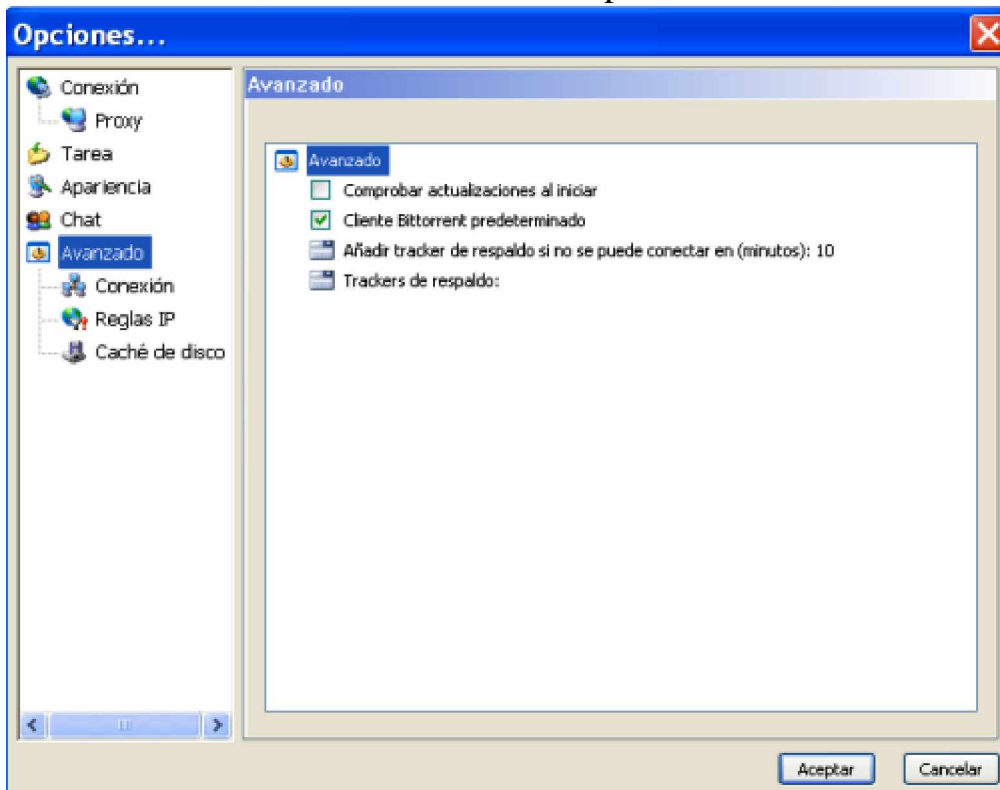 Opciones...
Conexión
Proxy
Tarea
Apariencia
Chat
Avanzado
Conexión
Reglas IP
Caché de disco
Avanzado
Avanzado
Comprobar actualizaciones al iniciar
Cliente Bittorrent predeterminado
Añadir tracker de respaldo si no se puede conectar en (minutos): 10
Trackers de respaldo:
Aceptar
Cancelar